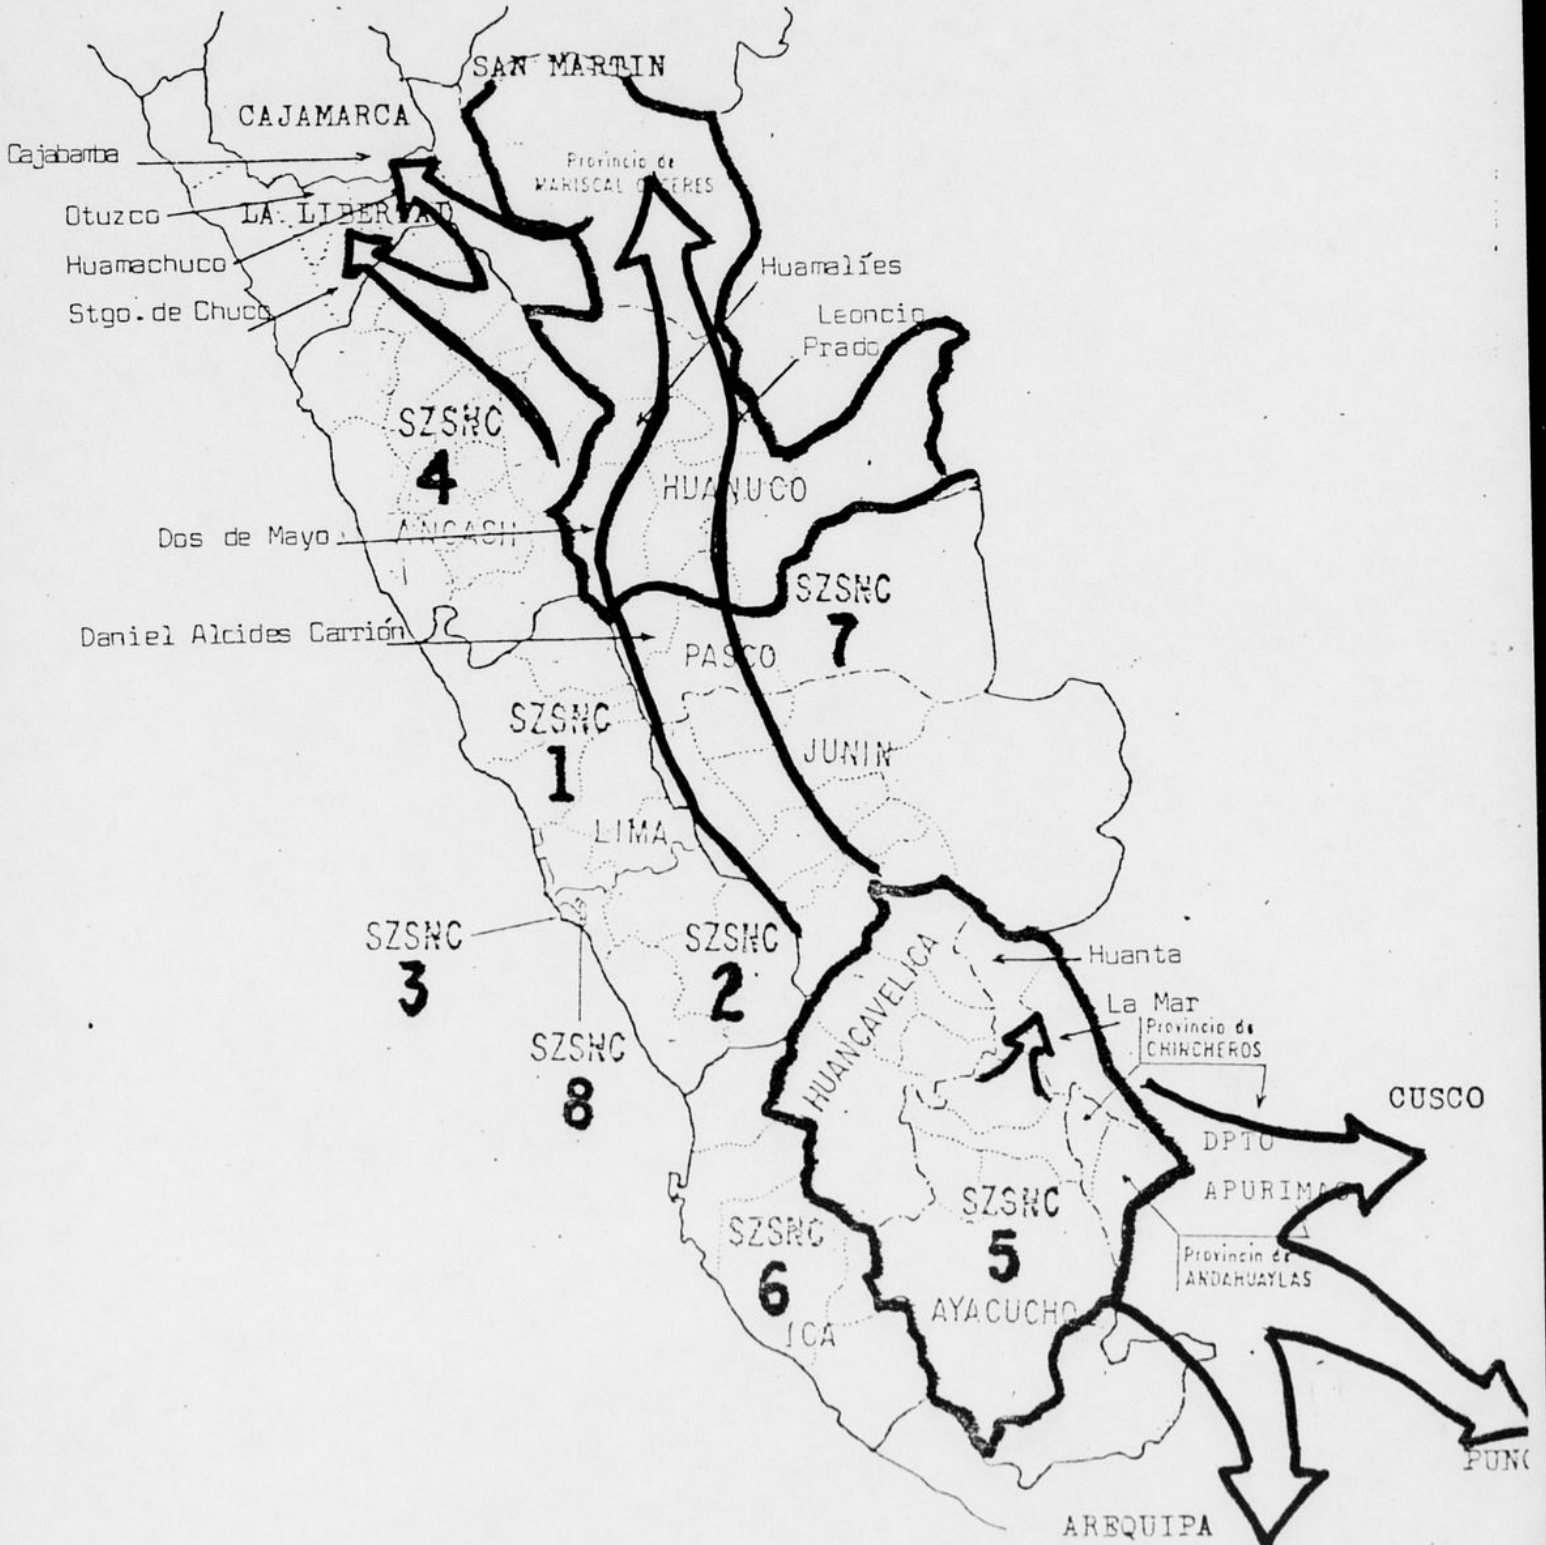 SAN MARTIN
CAJAMARCA
Cajabamba
Provincia de
MARISCAL CACERES
Otuzco
LA LIBERTAD
Huamachuco
Huamalíes
Stgo. de Chuco
Leoncio
Prado
SZSNC
4
HUANUCO
ANCASH
Dos de Mayo
SZSNC
7
Daniel Alcides Carrión
PASCO
SZSNC
1
JUNIN
LIMA
SZSNC
3
SZSNC
2
HUANCAVELICA
Huanta
La Mar
Provincia de
CHINCHEROS
SZSNC
8
CUSCO
DPTO
APURIMAC
SZSNC
5
SZSNC
6
Provincia de
ANDAHUAYLAS
AYACUCHO
ICA
PUNO
AREQUIPA